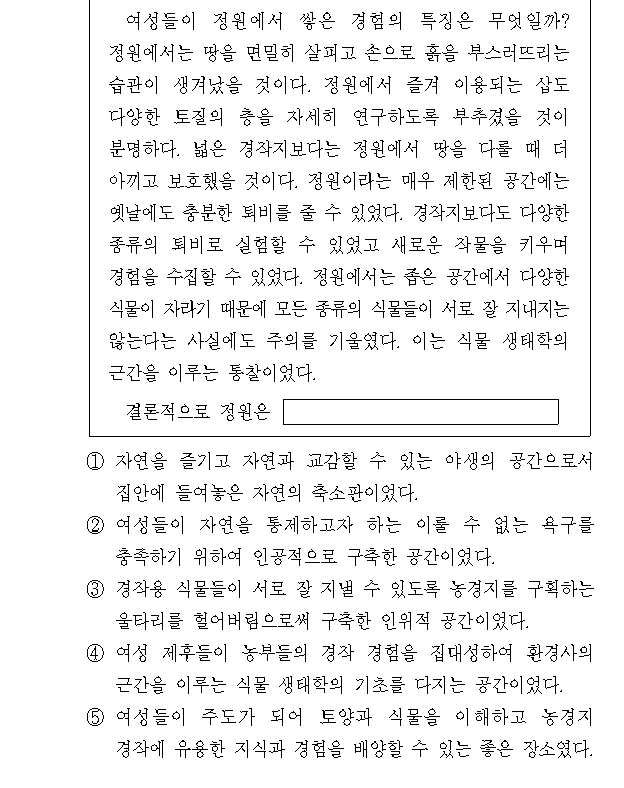 여성들이 정원에서 쌓은 경험의 특징은 무엇일까?
정원에서는 땅을 면밀히 살피고 손으로 흙을 부스러뜨리는
습관이 생겨났을 것이다. 정원에서 즐겨 이용되는 삽도
다양한 토질의 층을 자세히 연구하도록 부추겼을 것이
분명하다. 넓은 경작지보다는 정원에서 땅을 다룰 때 더
아끼고 보호했을 것이다. 정원이라는 매우 제한된 공간에는
옛날에도 충분한 퇴비를 줄 수 있었다. 경작지보다도 다양한
종류의 퇴비로 실험할 수 있었고 새로운 작물을 키우며
경험을 수집할 수 있었다. 정원에서는 좁은 공간에서 다양한
식물이 자라기 때문에 모든 종류의 식물들이 서로 잘 지내지는
않는다는 사실에도 주의를 기울였다. 이는 식물 생태학의
근간을 이루는 통찰이었다.
결론적으로 정원은
① 자연을 즐기고 자연과 교감할 수 있는 야생의 공간으로서
집안에 들여놓은 자연의 축소판이었다.
② 여성들이 자연을 통제하고자 하는 이룰 수 없는 욕구를
충족하기 위하여 인공적으로 구축한 공간이었다.
③ 경작용 식물들이 서로 잘 지낼 수 있도록 농경지를 구획하는
울타리를 헐어버림으로써 구축한 인위적 공간이었다.
④ 여성 제후들이 농부들의 경작 경험을 집대성하여 환경사의
근간을 이루는 식물 생태학의 기초를 다지는 공간이었다.
⑤ 여성들이 주도가 되어 토양과 식물을 이해하고 농경지
경작에 유용한 지식과 경험을 배양할 수 있는 좋은 장소였다.